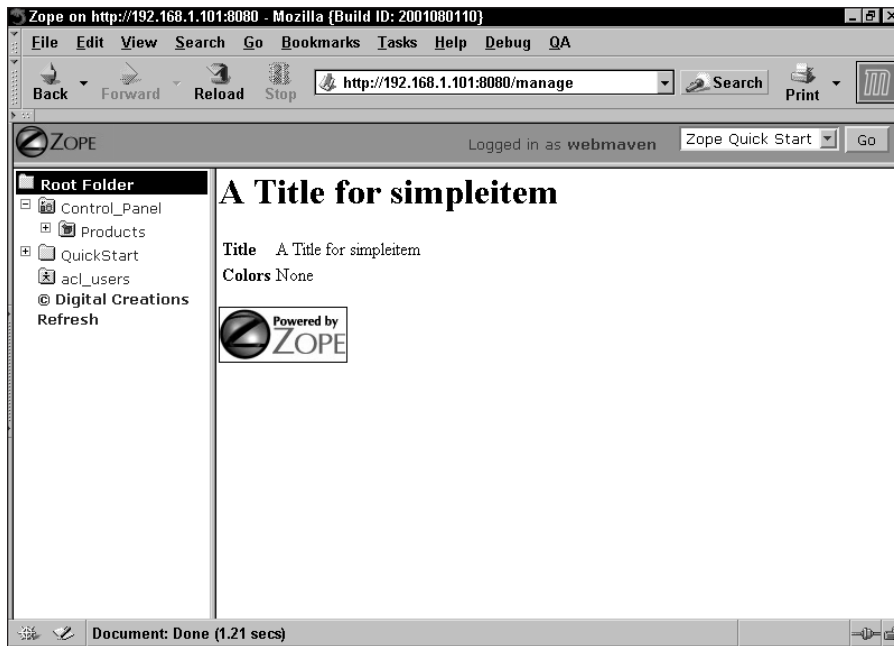 Zope on http://192.168.1.101:8080 - Mozilla {Build ID: 2001080110}
File Edit View Search Go Bookmarks Tasks Help Debug QA
Back Forward Reload Stop http://192.168.1.101:8080/manage Search Print
ZOPE Logged in as webmaven Zope Quick Start Go
Root Folder
Control_Panel
Products
QuickStart
acl_users
© Digital Creations
Refresh
A Title for simpleitem
Title A Title for simpleitem
Colors None
Powered by
ZOPE
Document: Done (1.21 secs)